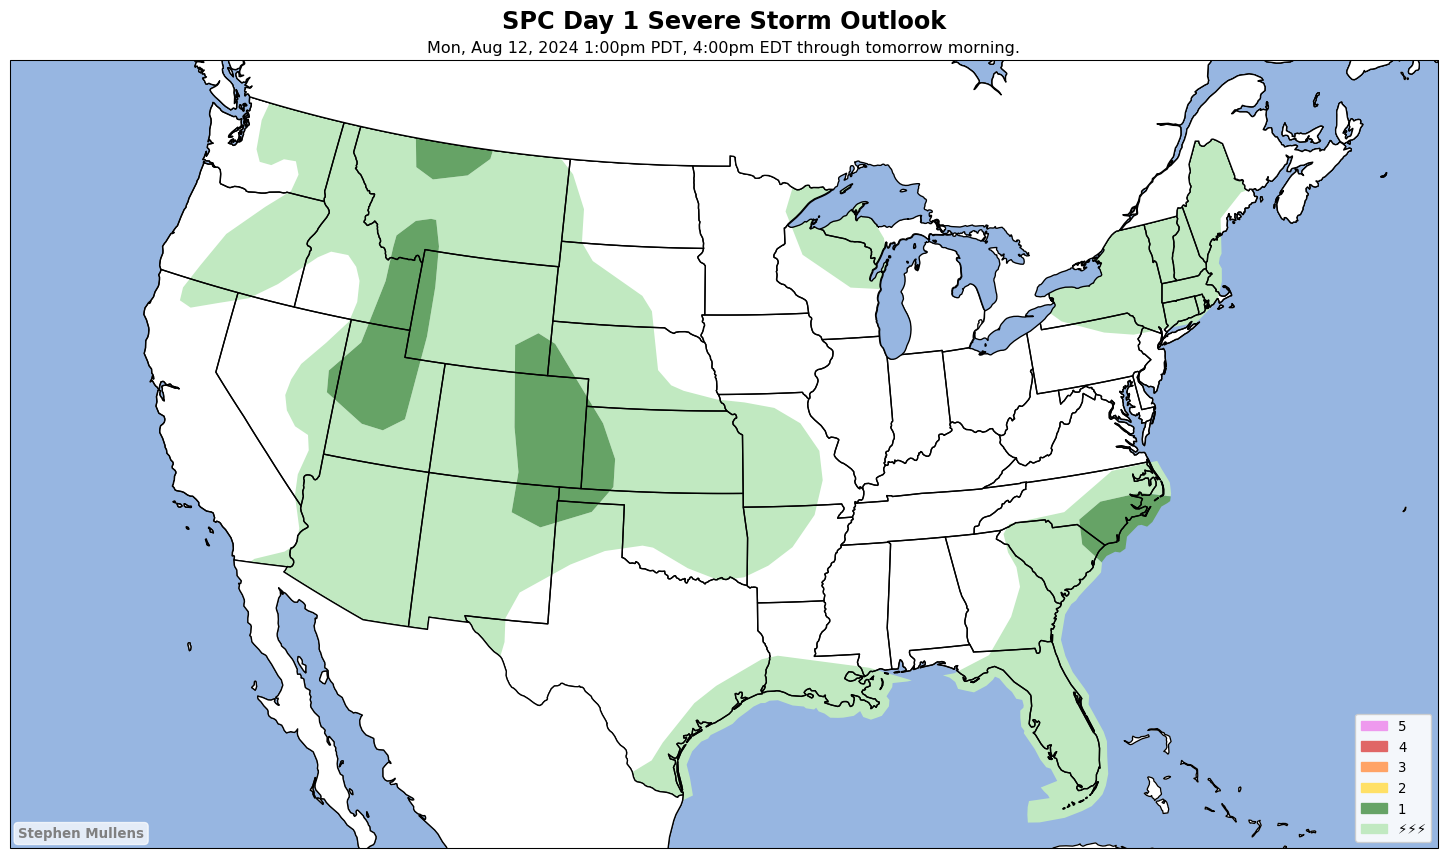 SPC Day 1 Severe Storm Outlook
Mon, Aug 12, 2024 1:00pm PDT, 4:00pm EDT through tomorrow morning.
5
4
3
2
1
⚡⚡⚡
Stephen Mullens